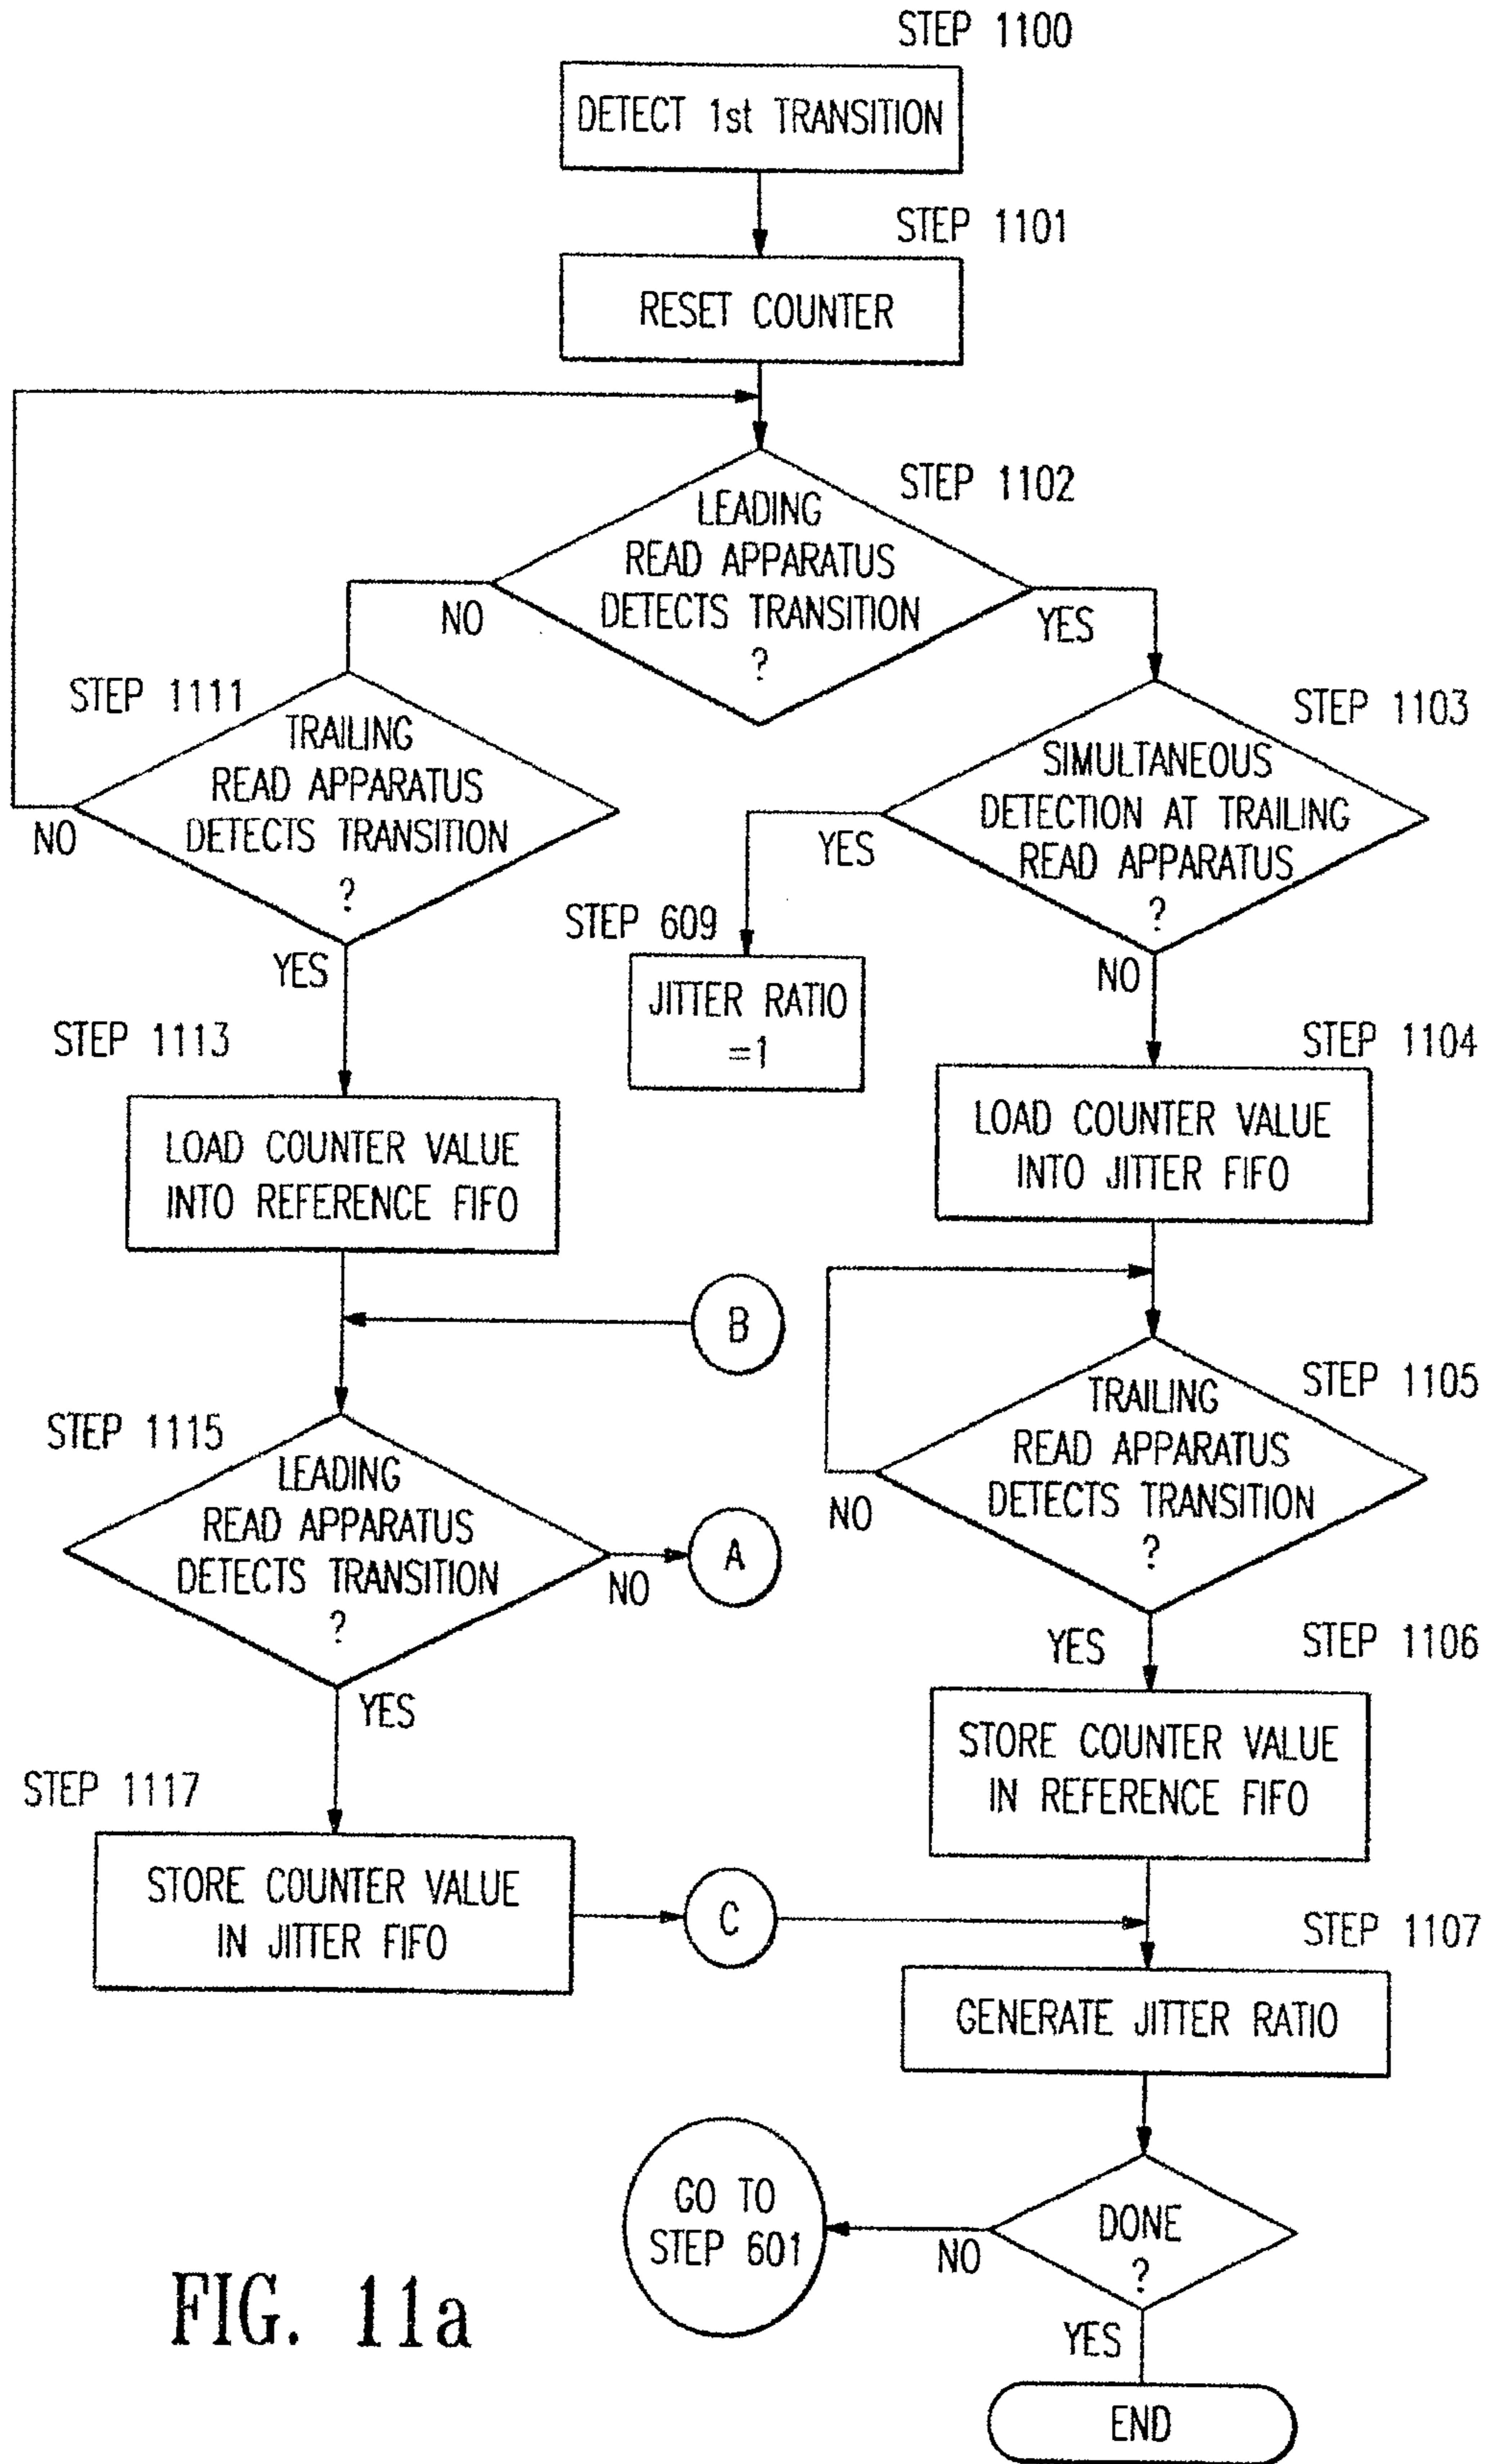 STEP 1100
DETECT 1st TRANSITION
STEP 1101
RESET COUNTER
STEP 1102
LEADING
READ APPARATUS
DETECTS TRANSITION
?
NO
YES
STEP 1111
TRAILING
READ APPARATUS
DETECTS TRANSITION
?
NO
YES
STEP 1103
SIMULTANEOUS
DETECTION AT TRAILING
READ APPARATUS
?
YES
NO
STEP 609
JITTER RATIO
=1
STEP 1113
LOAD COUNTER VALUE
INTO REFERENCE FIFO
STEP 1104
LOAD COUNTER VALUE
INTO JITTER FIFO
B
STEP 1115
LEADING
READ APPARATUS
DETECTS TRANSITION
?
NO
A
YES
STEP 1105
TRAILING
READ APPARATUS
DETECTS TRANSITION
?
NO
YES
STEP 1106
STORE COUNTER VALUE
IN REFERENCE FIFO
STEP 1117
STORE COUNTER VALUE
IN JITTER FIFO
C
STEP 1107
GENERATE JITTER RATIO
DONE
?
NO
GO TO
STEP 601
YES
END
FIG. 11a